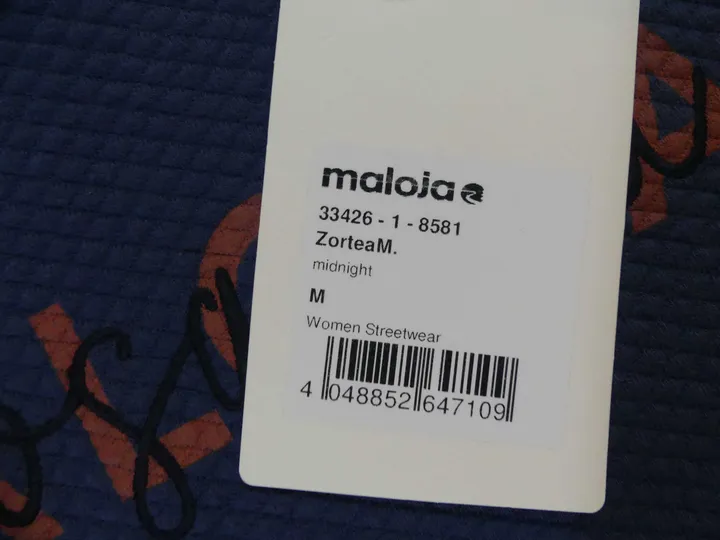 maloja
33426 - 1 - 8581
ZorteaM.
midnight
M
Women Streetwear
4 048852 647109